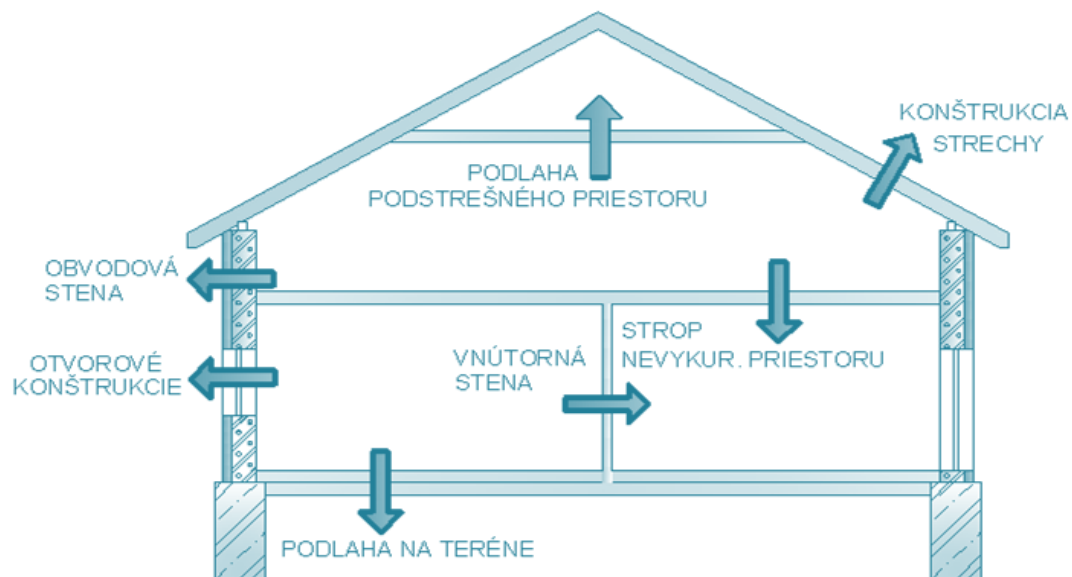 KONŠTRUKCIA
STRECHY
PODLAHA
PODSTREŠNÉHO PRIESTORU
OBVODOVÁ
STENA
STROP
NEVYKUR. PRIESTORU
OTVOROVÉ
KONŠTRUKCIE
VNÚTORNÁ
STENA
PODLAHA NA TERÉNE